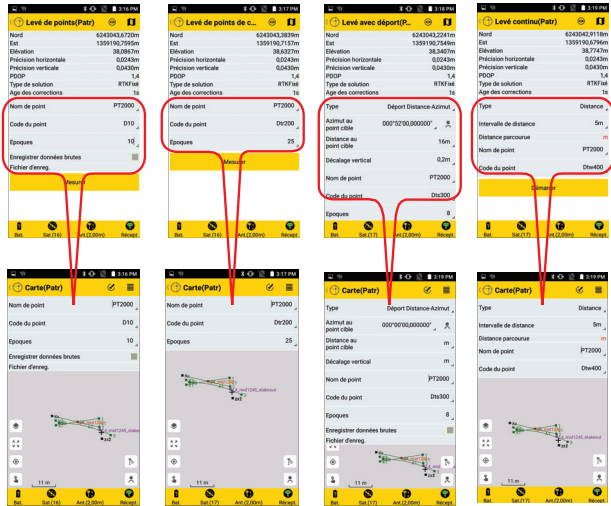 3:16 PM
Levé de points(Patr)
Nord 6243043,6720m
Est 1359190,7595m
Élévation 38,0867m
Précision horizontale 0,0243m
Précision verticale 0,0430m
PDOP 1,4
Type de solution RTKFixé
Age des corrections 1s
Nom de point PT2000
Code du point D10
Epoques 10
Enregistrer données brutes
Fichier d'enreg.
Mesurer
Bat. Sat.(16) Ant.(2,00m) Récept.
3:17 PM
Levé de points de c...
Nord 6243043,3839m
Est 1359190,7157m
Élévation 38,6327m
Précision horizontale 0,0243m
Précision verticale 0,0430m
PDOP 1,4
Type de solution RTKFixé
Age des corrections 1s
Nom de point PT2000
Code du point Dtr200
Epoques 25
Mesurer
Bat. Sat.(16) Ant.(2,00m) Récept.
3:18 PM
Levé avec déport(P...
Nord 6243043,2241m
Est 1359190,7549m
Élévation 38,3407m
Précision horizontale 0,0243m
Précision verticale 0,0430m
PDOP 1,4
Type de solution RTKFixé
Age des corrections 1s
Type Déport Distance-Azimut
Azimut au point cible 000°52'00,000000"
Distance au point cible 16m
Décalage vertical 0,2m
Nom de point PT2000
Code du point Dts300
Epoques 8
Bat. Sat.(17) Ant.(2,00m) Récept.
3:19 PM
Levé continu(Patr)
Nord 6243042,9118m
Est 1359190,6796m
Élévation 38,7747m
Précision horizontale 0,0243m
Précision verticale 0,0430m
PDOP 1,4
Type de solution RTKFixé
Age des corrections 1s
Type Distance
Intervalle de distance 5m
Distance parcourue m
Nom de point PT2000
Code du point Dtw400
Démarrer
Bat. Sat.(17) Ant.(2,00m) Récept.
3:16 PM
Carte(Patr)
Nom de point PT2000
Code du point D10
Epoques 10
Enregistrer données brutes
Fichier d'enreg.
11 m
Bat. Sat.(16) Ant.(2,00m) Récept.
3:17 PM
Carte(Patr)
Nom de point PT2000
Code du point Dtr200
Epoques 25
11 m
Bat. Sat.(17) Ant.(2,00m) Récept.
3:19 PM
Carte(Patr)
Type Déport Distance-Azimut
Azimut au point cible 000°00'00,000000"
Distance au point cible m
Décalage vertical m
Nom de point PT2000
Code du point Dts300
Epoques 8
Enregistrer données brutes
Fichier d'enreg.
11 m
Bat. Sat.(17) Ant.(2,00m) Récept.
3:19 PM
Carte(Patr)
Type Distance
Intervalle de distance 5m
Distance parcourue m
Nom de point PT2000
Code du point Dtw400
11 m
Bat. Sat.(17) Ant.(2,00m) Récept.